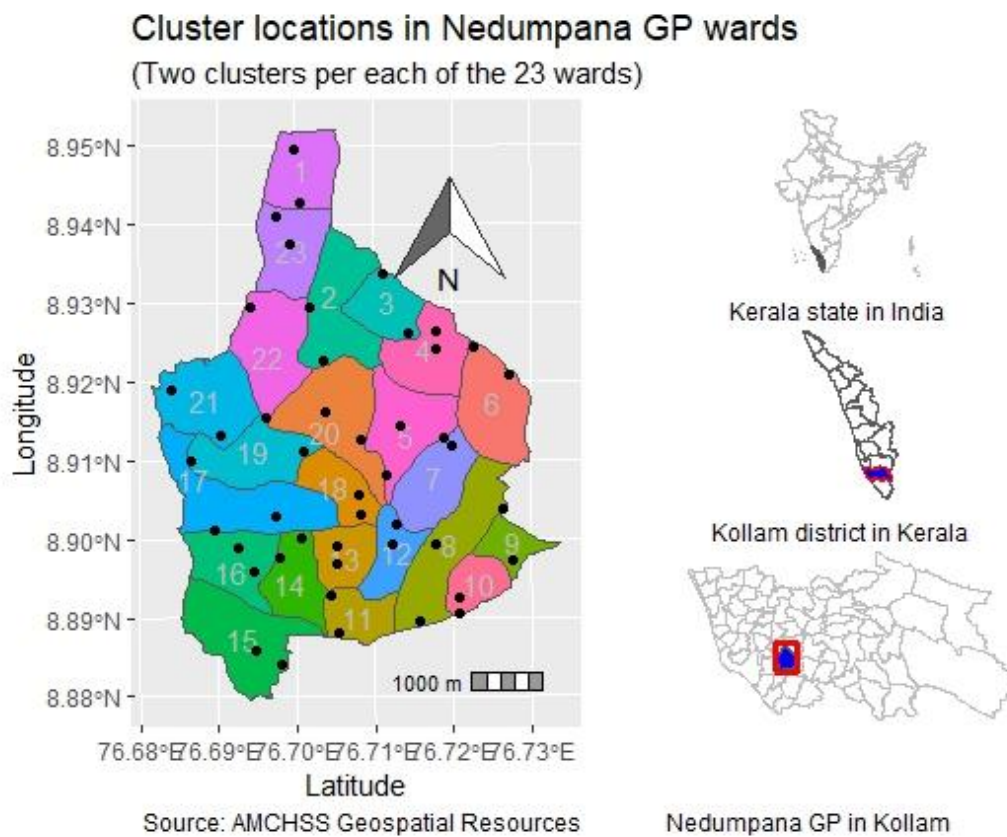 Cluster locations in Nedumpana GP wards
(Two clusters per each of the 23 wards)
8.95°N
8.94°N
8.93°N
8.92°N
8.91°N
8.90°N
8.89°N
8.88°N
Longitude
1
23
2
3
4
22
6
21
5
20
19
17
7
18
8
12
9
13
16
14
10
11
15
N
1000 m
76.68°E 76.69°E 76.70°E 76.71°E 76.72°E 76.73°E
Latitude
Source: AMCHSS Geospatial Resources
Kerala state in India
Kollam district in Kerala
Nedumpana GP in Kollam